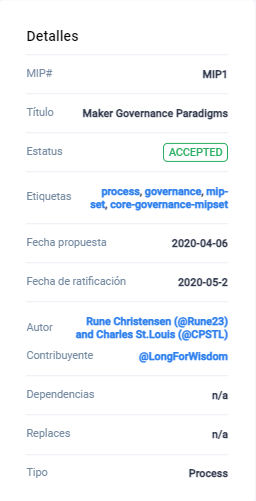 Detalles
MIP# MIP1
Título Maker Governance Paradigms
Estatus ACCEPTED
Etiquetas process, governance, mip-
set, core-governance-mipset
Fecha propuesta 2020-04-06
Fecha de ratificación 2020-05-2
Autor Rune Christensen (@Rune23)
and Charles St.Louis (@CPSTL)
Contribuyente @LongForWisdom
Dependencias n/a
Replaces n/a
Tipo Process